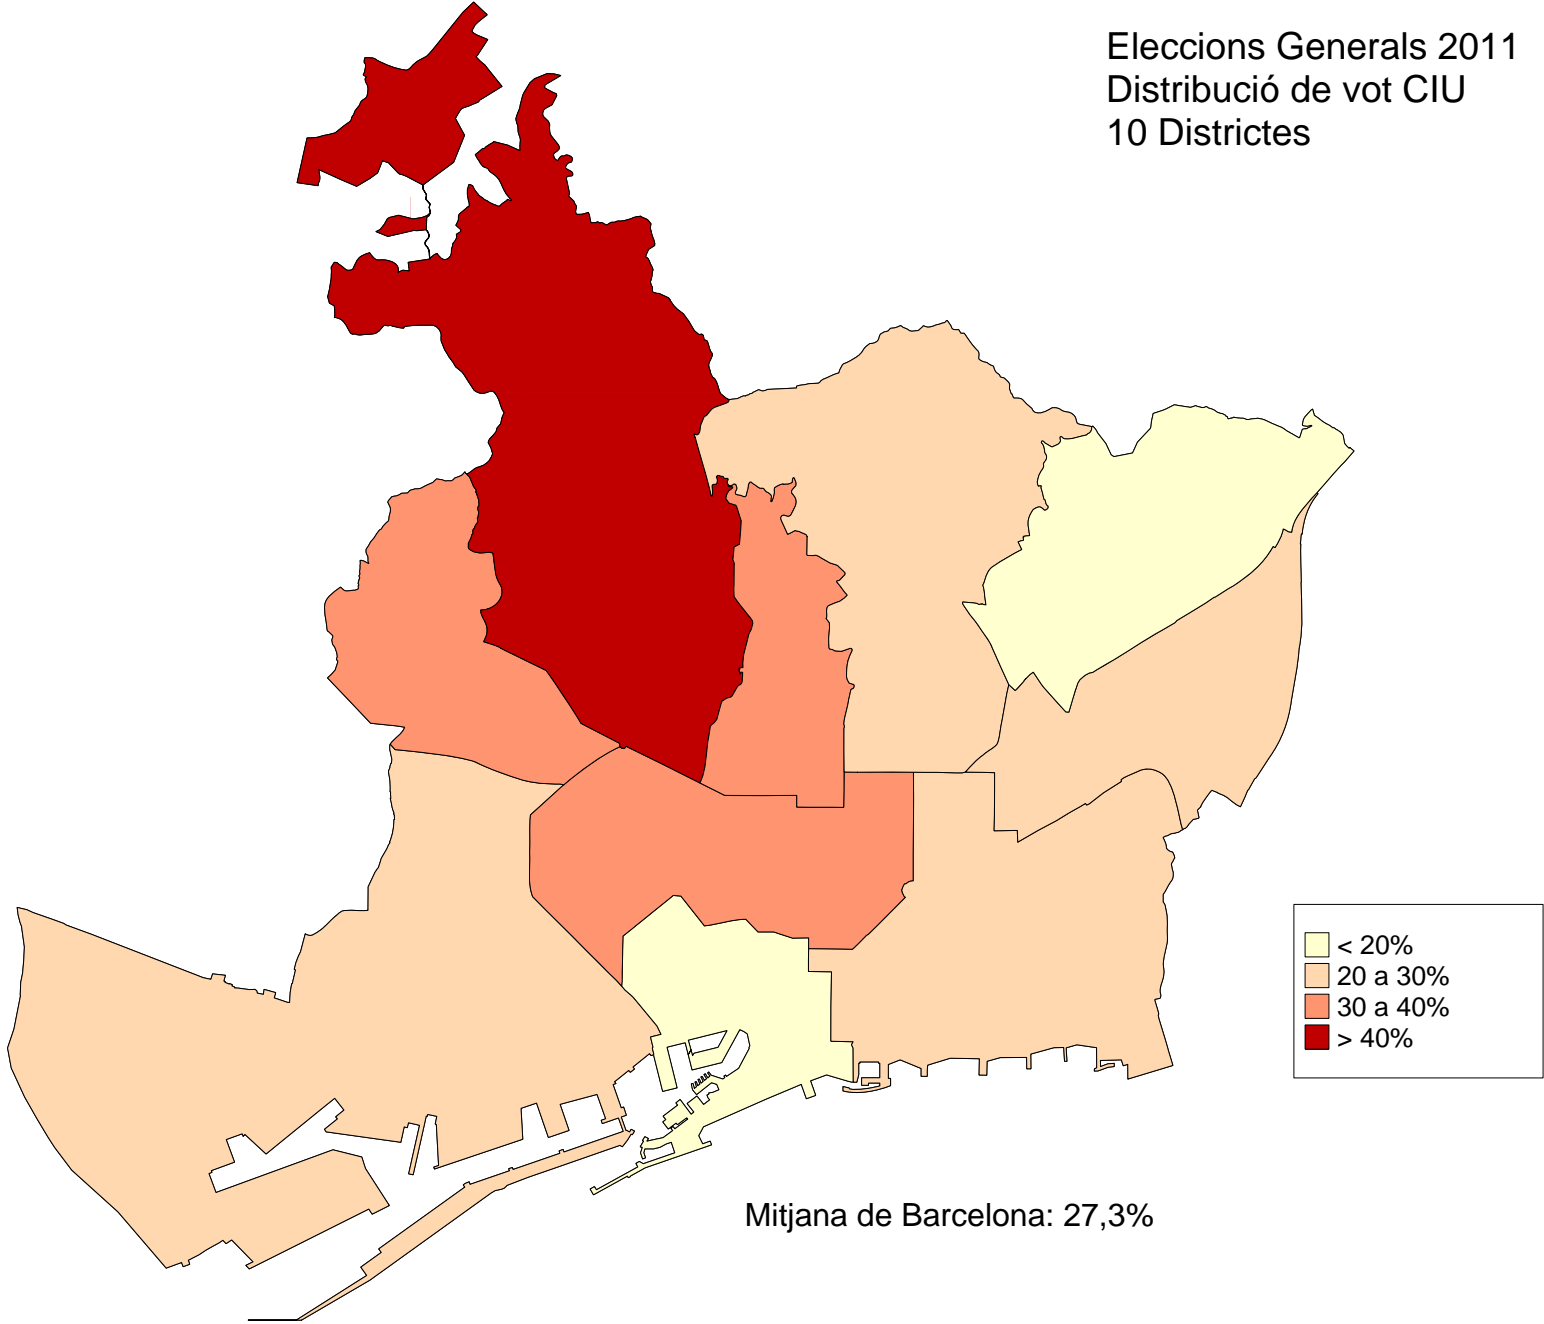 Eleccions Generals 2011
Distribució de vot CIU
10 Districtes
< 20%
20 a 30%
30 a 40%
> 40%
Mitjana de Barcelona: 27,3%